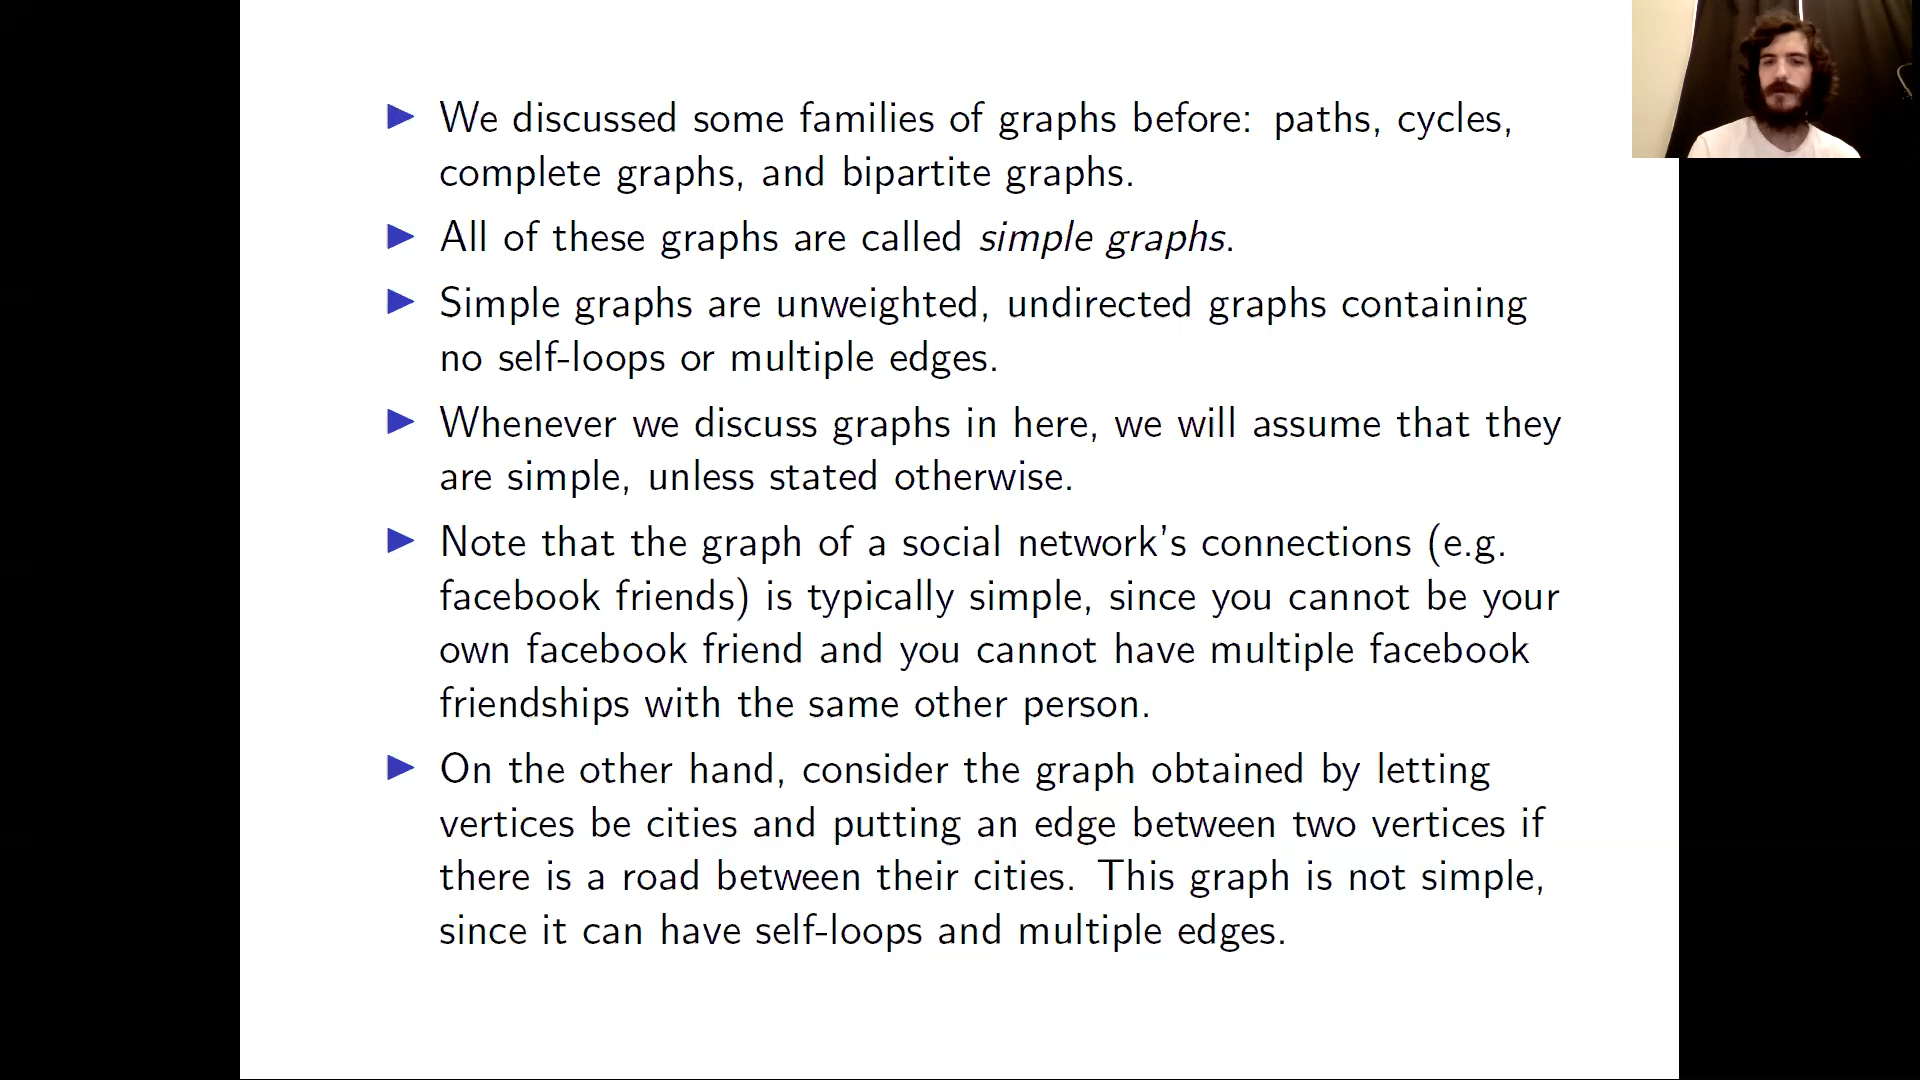 We discussed some families of graphs before: paths, cycles,
complete graphs, and bipartite graphs.
All of these graphs are called simple graphs.
Simple graphs are unweighted, undirected graphs containing
no self-loops or multiple edges.
Whenever we discuss graphs in here, we will assume that they
are simple, unless stated otherwise.
Note that the graph of a social network's connections (e.g.
facebook friends) is typically simple, since you cannot be your
own facebook friend and you cannot have multiple facebook
friendships with the same other person.
On the other hand, consider the graph obtained by letting
vertices be cities and putting an edge between two vertices if
there is a road between their cities. This graph is not simple,
since it can have self-loops and multiple edges.